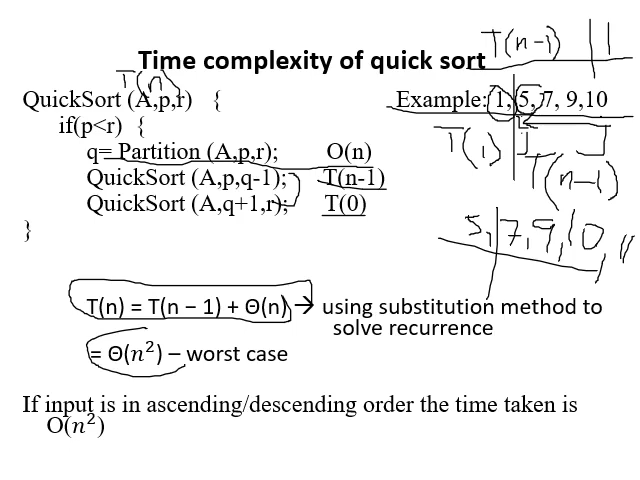 T(n-1) 11
Time complexity of quick sort
T(n)
QuickSort (A,p,r) { Example: 1, 5, 7, 9,10
if(p<r) {
T(1)
q= Partition (A,p,r); O(n)
QuickSort (A,p,q-1); T(n-1) T(n-1)
QuickSort (A,q+1,r); T(0)
} 5, 7, 9, 10, 11
T(n) = T(n − 1) + Θ(n) → using substitution method to
solve recurrence
= Θ(n²) – worst case
If input is in ascending/descending order the time taken is
O(n²)